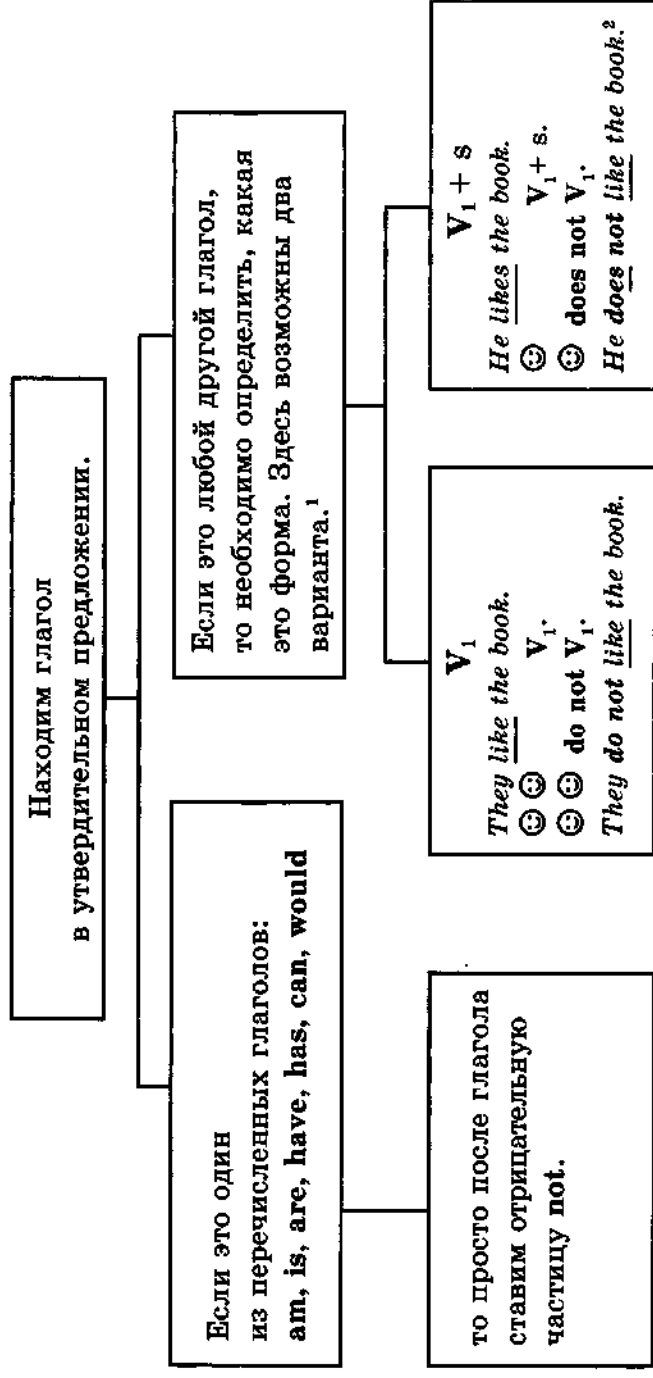 Находим глагол
в утвердительном предложении.
Если это один
из перечисленных глаголов:
am, is, are, have, has, can, would
то просто после глагола
ставим отрицательную
частицу not.
Если это любой другой глагол,
то необходимо определить, какая
это форма. Здесь возможны два
варианта.¹
V₁
They like the book.
☺☺ V₁.
☺☺ do not V₁.
They do not like the book.
V₁ + s
He likes the book.
☺ V₁ + s.
☺ does not V₁.
He does not like the book.²